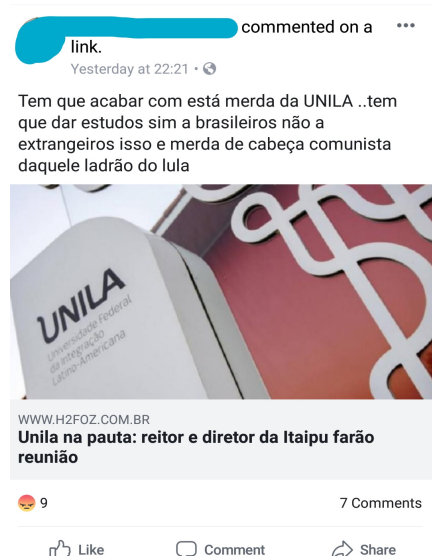 commented on a
link.
Yesterday at 22:21
Tem que acabar com está merda da UNILA ..tem
que dar estudos sim a brasileiros não a
extrangeiros isso e merda de cabeça comunista
daquele ladrão do lula
UNILA
Universidade Federal
da Integração
Latino-Americana
WWW.H2FOZ.COM.BR
Unila na pauta: reitor e diretor da Itaipu farão
reunião
9
7 Comments
Like
Comment
Share